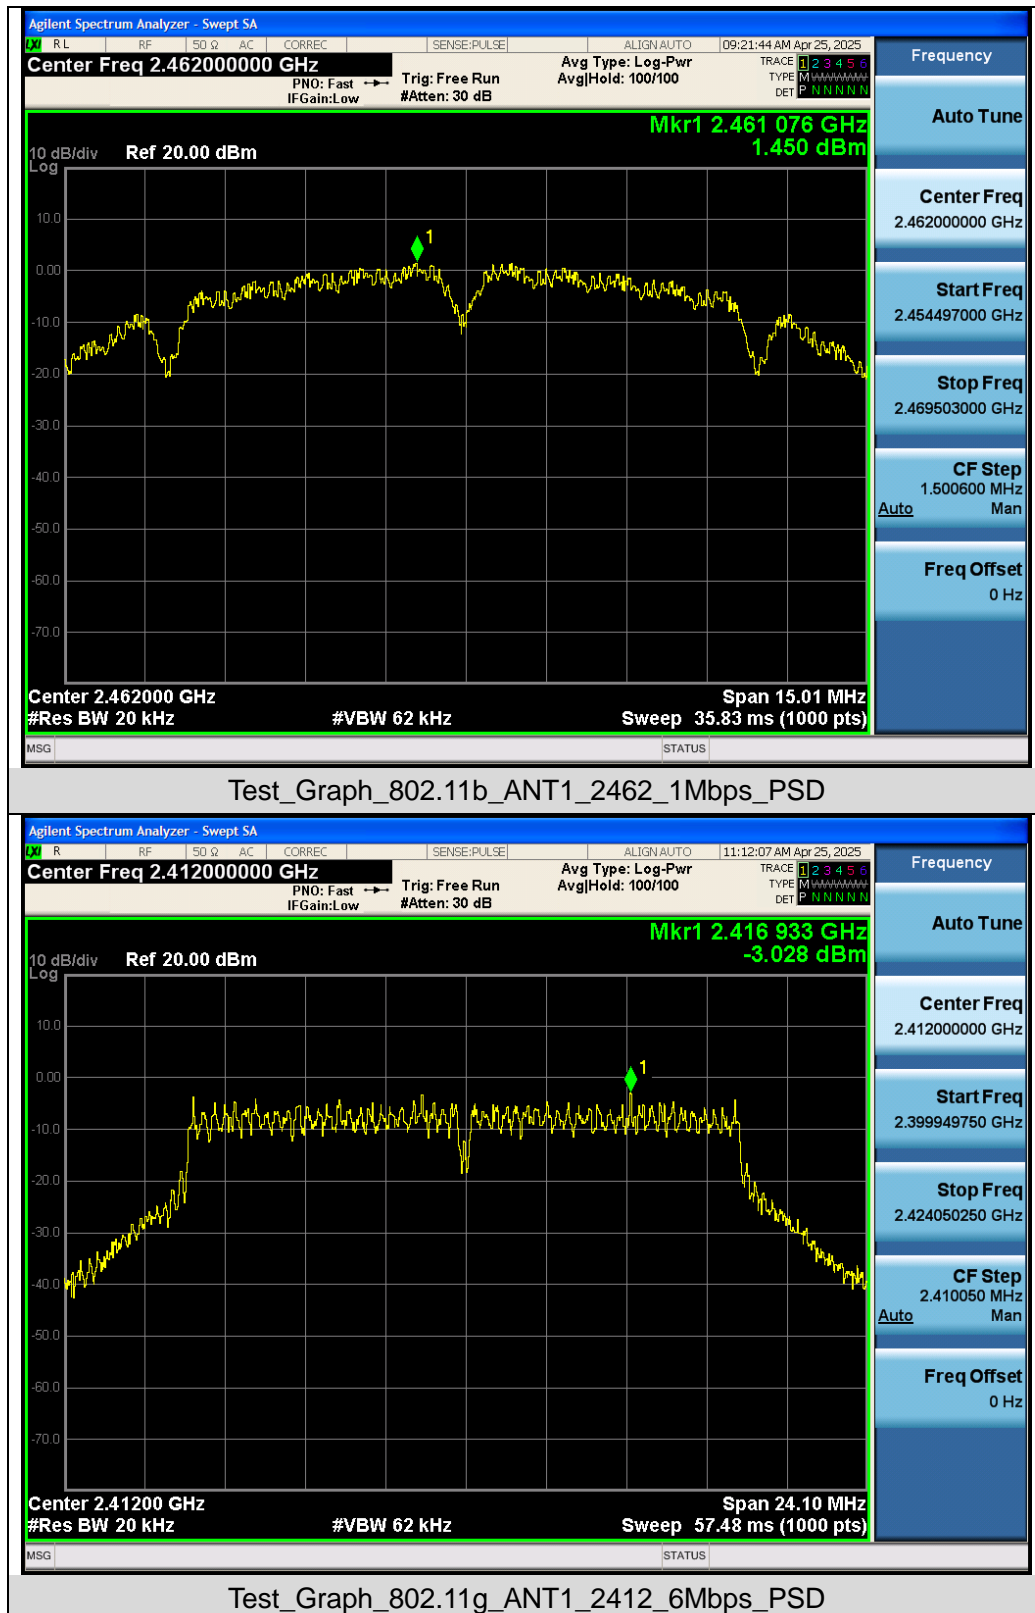 Agilent Spectrum Analyzer - Swept SA
LXI RL RF 50 Ω AC CORREC SENSE:PULSE ALIGN AUTO 09:21:44 AM Apr 25, 2025
Center Freq 2.462000000 GHz
PNO: Fast
IFGain:Low
Trig: Free Run
#Atten: 30 dB
Avg Type: Log-Pwr
Avg|Hold: 100/100
TRACE 1 2 3 4 5 6
TYPE M
DET P N N N N N
Frequency
Auto Tune
Mkr1 2.461 076 GHz
1.450 dBm
10 dB/div Ref 20.00 dBm
Log
1
10.0
0.00
-10.0
-20.0
-30.0
-40.0
-50.0
-60.0
-70.0
Center Freq
2.462000000 GHz
Start Freq
2.454497000 GHz
Stop Freq
2.469503000 GHz
CF Step
1.500600 MHz
Auto Man
Freq Offset
0 Hz
Center 2.462000 GHz Span 15.01 MHz
#Res BW 20 kHz #VBW 62 kHz Sweep 35.83 ms (1000 pts)
MSG STATUS
Test_Graph_802.11b_ANT1_2462_1Mbps_PSD
Agilent Spectrum Analyzer - Swept SA
LXI R RF 50 Ω AC CORREC SENSE:PULSE ALIGN AUTO 11:12:07 AM Apr 25, 2025
Center Freq 2.412000000 GHz
PNO: Fast
IFGain:Low
Trig: Free Run
#Atten: 30 dB
Avg Type: Log-Pwr
Avg|Hold: 100/100
TRACE 1 2 3 4 5 6
TYPE M
DET P N N N N N
Frequency
Auto Tune
Mkr1 2.416 933 GHz
-3.028 dBm
10 dB/div Ref 20.00 dBm
Log
1
10.0
0.00
-10.0
-20.0
-30.0
-40.0
-50.0
-60.0
-70.0
Center Freq
2.412000000 GHz
Start Freq
2.399949750 GHz
Stop Freq
2.424050250 GHz
CF Step
2.410050 MHz
Auto Man
Freq Offset
0 Hz
Center 2.41200 GHz Span 24.10 MHz
#Res BW 20 kHz #VBW 62 kHz Sweep 57.48 ms (1000 pts)
MSG STATUS
Test_Graph_802.11g_ANT1_2412_6Mbps_PSD